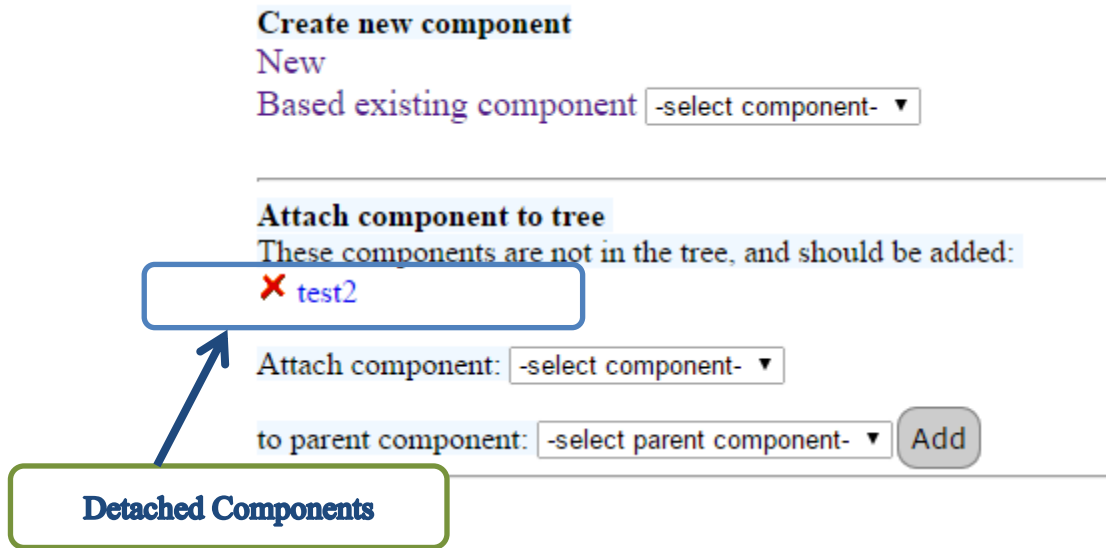 Create new component
New
Based existing component -select component-
Attach component to tree
These components are not in the tree, and should be added:
test2
Attach component: -select component-
to parent component: -select parent component- Add
Detached Components